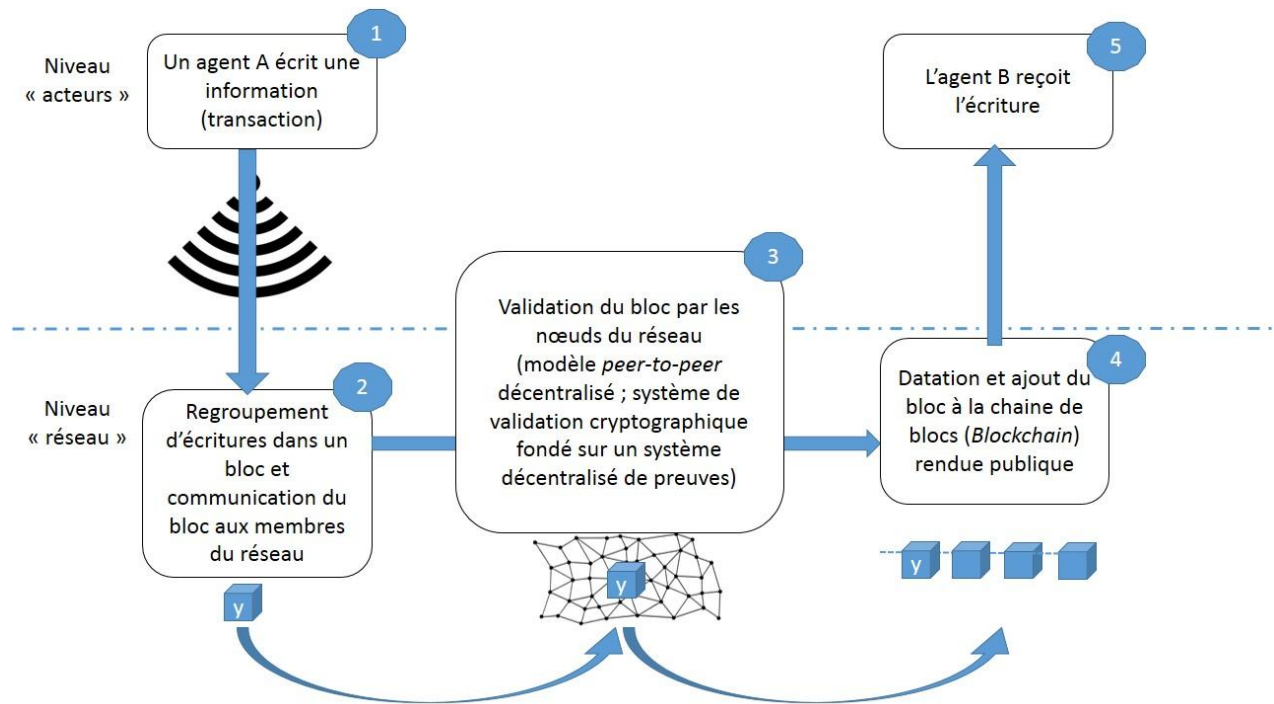 Niveau
« acteurs »
1
Un agent A écrit une
information
(transaction)
5
L’agent B reçoit
l’écriture
3
Validation du bloc par les
nœuds du réseau
(modèle peer-to-peer
décentralisé ; système de
validation cryptographique
fondé sur un système
décentralisé de preuves)
Niveau
« réseau »
2
Regroupement
d’écritures dans un
bloc et
communication du
bloc aux membres
du réseau
4
Datation et ajout du
bloc à la chaine de
blocs (Blockchain)
rendue publique
y
y
y